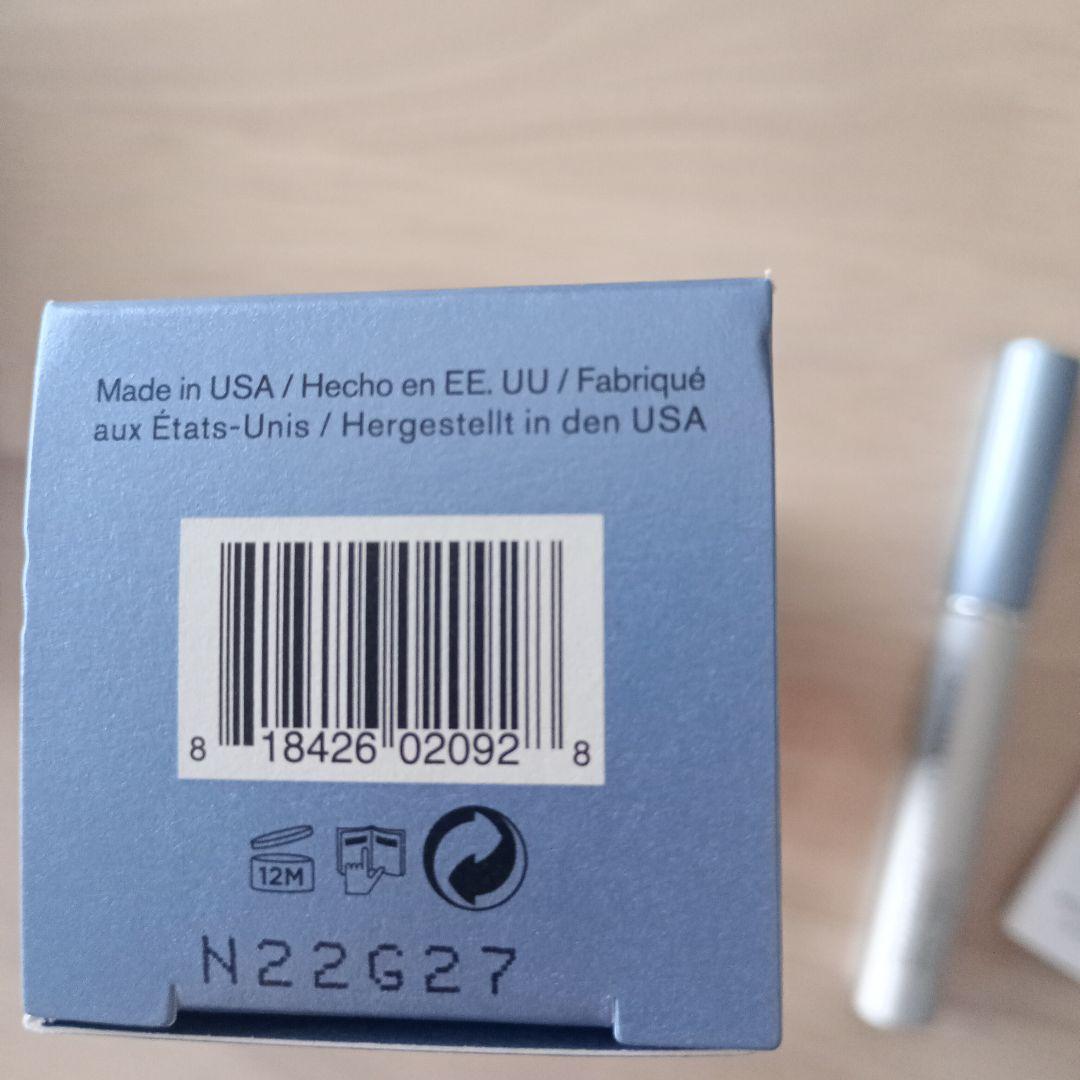 Made in USA / Hecho en EE. UU / Fabriqué
aux États-Unis / Hergestellt in den USA
8 18426 02092 8
12M
N22G27